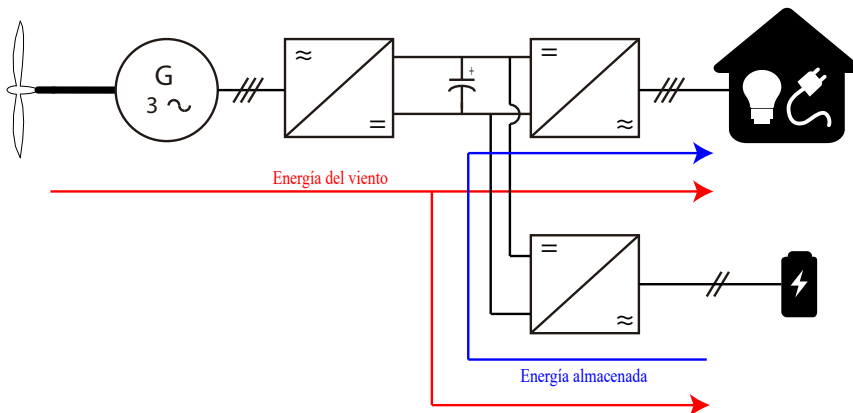 G
3 ~
≈
=
+
=
≈
Energía del viento
=
≈
Energía almacenada